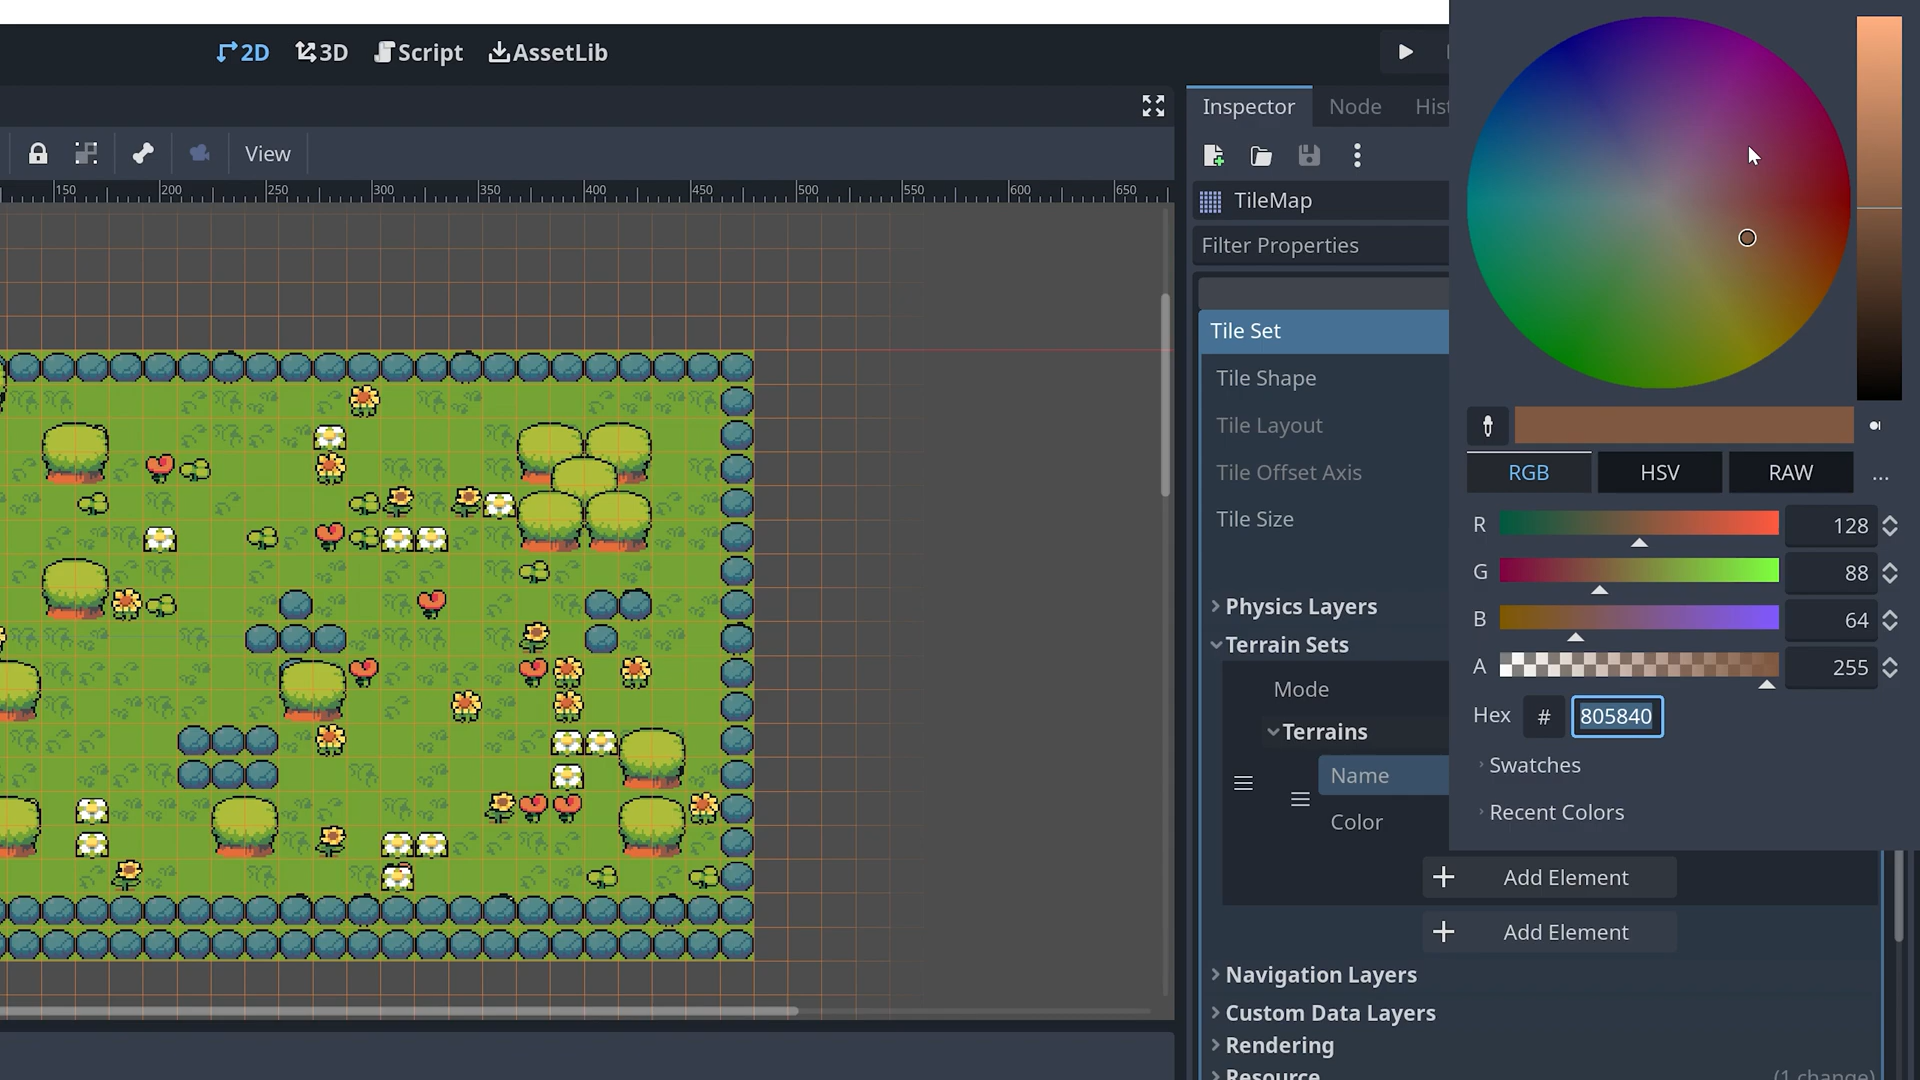 2D 3D Script AssetLib
Inspector Node Hist
View
150 200 250 300 350 400 450 500 550 600 650
TileMap
Filter Properties
Tile Set
Tile Shape
Tile Layout
Tile Offset Axis
Tile Size
Physics Layers
Terrain Sets
Mode
Terrains
Name
Color
+ Add Element
+ Add Element
Navigation Layers
Custom Data Layers
Rendering
Resource (1 change)
RGB HSV RAW ...
R 128
G 88
B 64
A 255
Hex # 805840
Swatches
Recent Colors